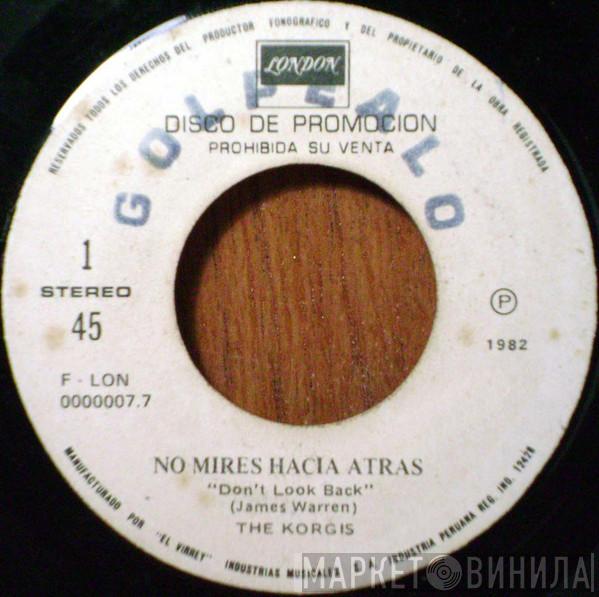 RESERVADOS TODOS LOS DERECHOS DEL PRODUCTOR FONOGRAFICO Y DEL PROPIETARIO DE LA OBRA REGISTRADA
LONDON
GOLPEALO
DISCO DE PROMOCION
PROHIBIDA SU VENTA
1
STEREO
45
P
1982
F - LON
0000007.7
NO MIRES HACIA ATRAS
"Don't Look Back"
(James Warren)
THE KORGIS
MANUFACTURADO POR "EL VIRREY" INDUSTRIAS MUSICALES S.A. INDUSTRIA PERUANA REG. IND. 12428
МАРКЕТ ВИНИЛА